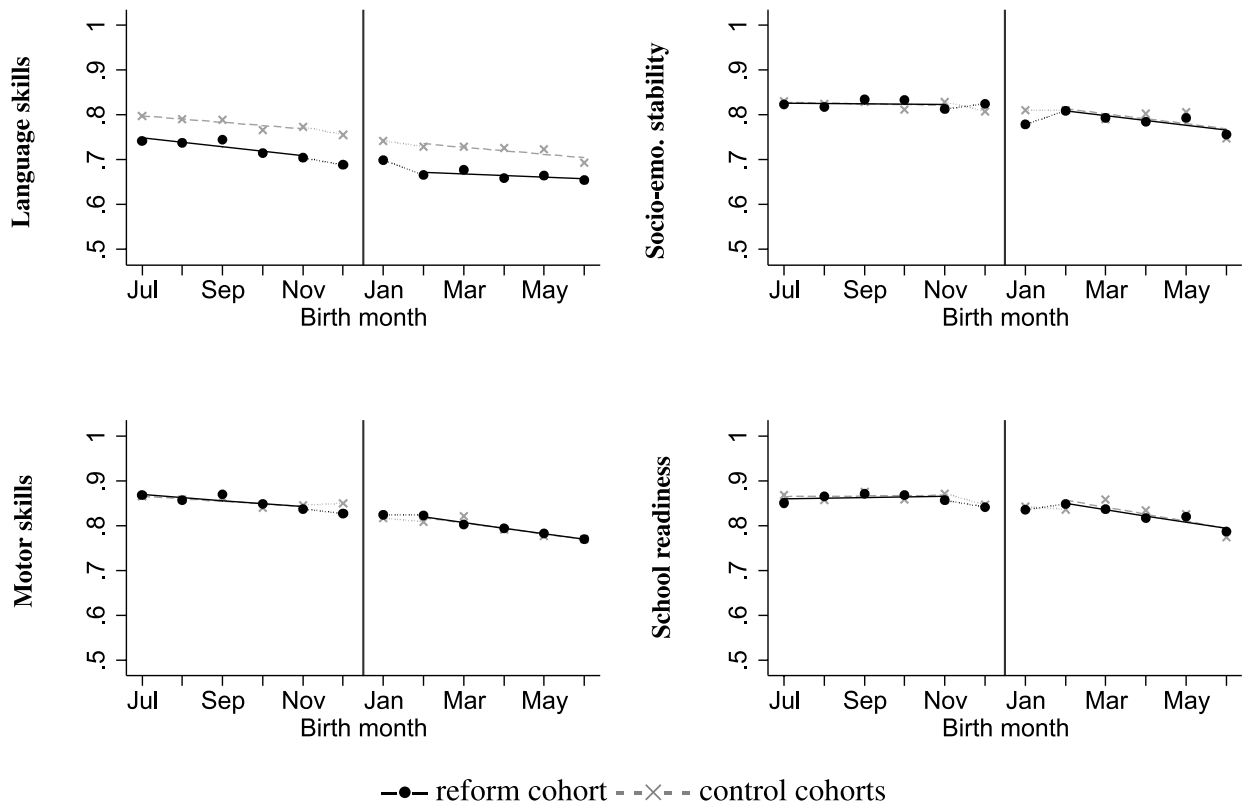 Language skills
1
.9
.8
.7
.6
.5
Jul Sep Nov Jan Mar May
Birth month
Socio-emo. stability
1
.9
.8
.7
.6
.5
Jul Sep Nov Jan Mar May
Birth month
Motor skills
1
.9
.8
.7
.6
.5
Jul Sep Nov Jan Mar May
Birth month
School readiness
1
.9
.8
.7
.6
.5
Jul Sep Nov Jan Mar May
Birth month
reform cohort control cohorts